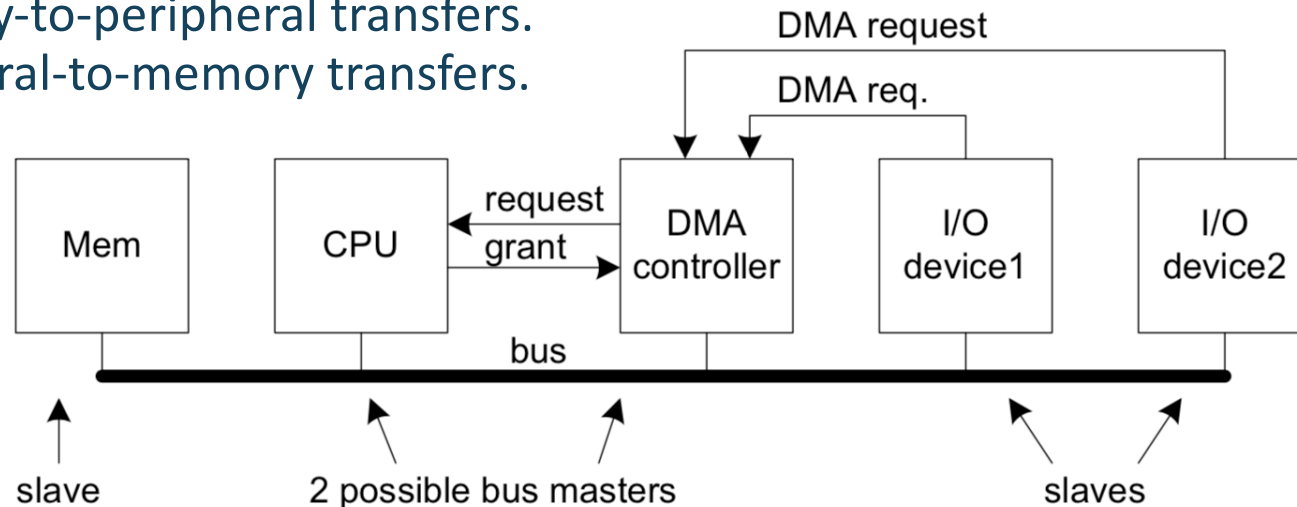 y-to-peripheral transfers.
ral-to-memory transfers.
DMA request
DMA req.
Mem
CPU
request
grant
DMA
controller
I/O
device1
I/O
device2
bus
slave
2 possible bus masters
slaves